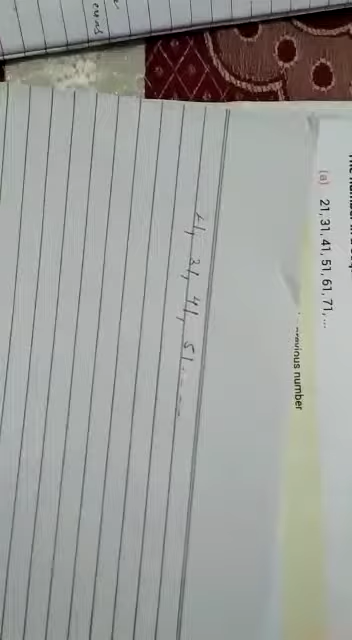 (a) 21, 31, 41, 51, 61, 71, ...
previous number
21, 31, 41, 51 - - -